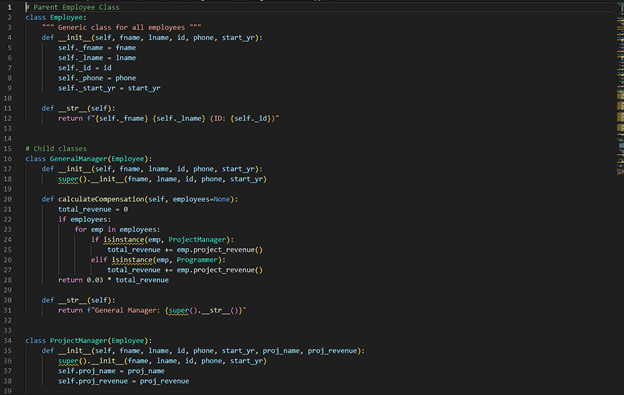 1 # Parent Employee Class
2 class Employee:
3     """ Generic class for all employees """
4     def __init__(self, fname, lname, id, phone, start_yr):
5         self._fname = fname
6         self._lname = lname
7         self._id = id
8         self._phone = phone
9         self._start_yr = start_yr
10
11     def __str__(self):
12         return f"{self._fname} {self._lname} (ID: {self._id})"
13
14
15 # Child classes
16 class GeneralManager(Employee):
17     def __init__(self, fname, lname, id, phone, start_yr):
18         super().__init__(fname, lname, id, phone, start_yr)
19
20     def calculateCompensation(self, employees=None):
21         total_revenue = 0
22         if employees:
23             for emp in employees:
24                 if isinstance(emp, ProjectManager):
25                     total_revenue += emp.project_revenue()
26                 elif isinstance(emp, Programmer):
27                     total_revenue += emp.project_revenue()
28         return 0.03 * total_revenue
29
30     def __str__(self):
31         return f"General Manager: {super().__str__()}"
32
33
34 class ProjectManager(Employee):
35     def __init__(self, fname, lname, id, phone, start_yr, proj_name, proj_revenue):
36         super().__init__(fname, lname, id, phone, start_yr)
37         self.proj_name = proj_name
38         self.proj_revenue = proj_revenue
39